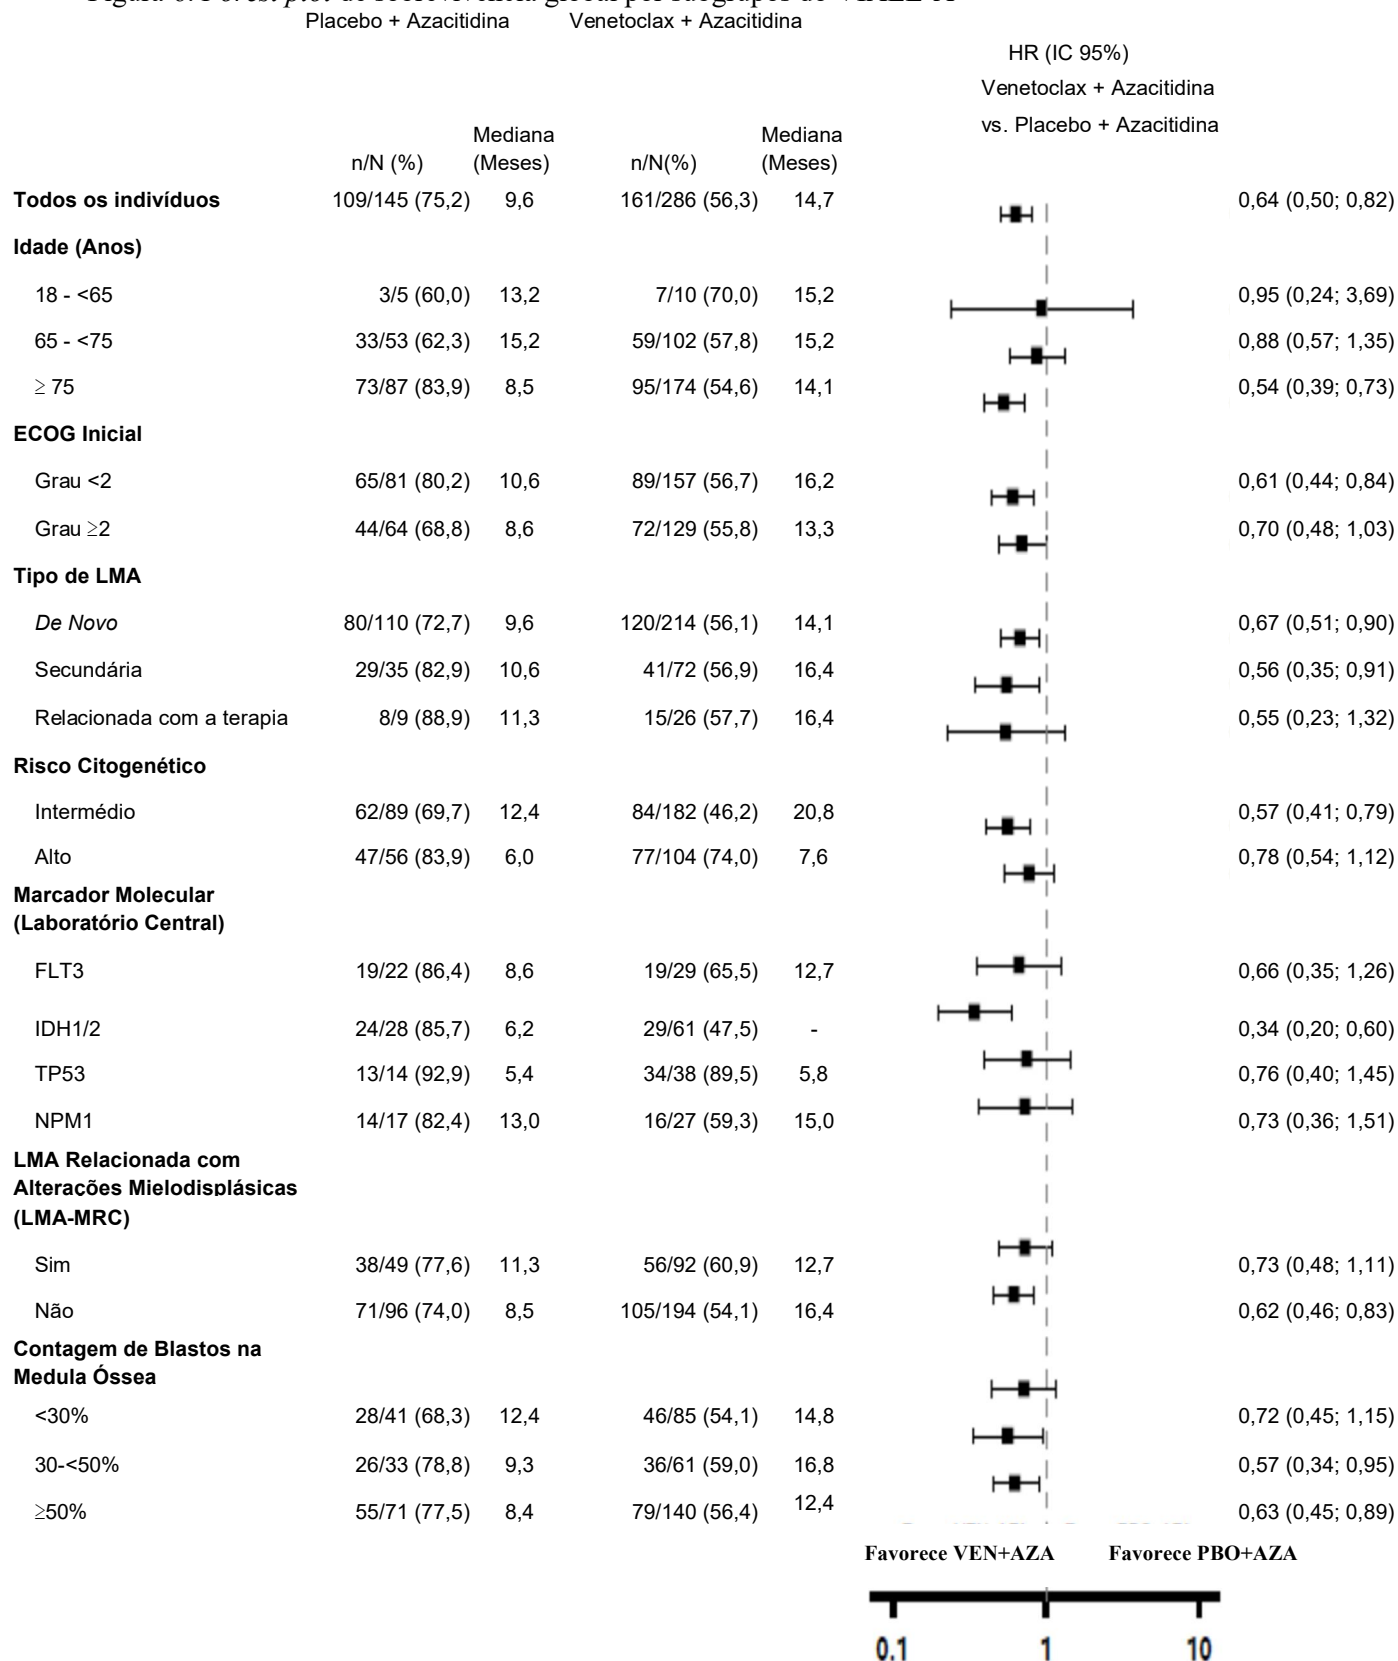 Placebo + Azacitidina Venetoclax + Azacitidina
HR (IC 95%)
Venetoclax + Azacitidina
vs. Placebo + Azacitidina
Mediana Mediana
n/N (%) (Meses) n/N(%) (Meses)
Todos os indivíduos 109/145 (75,2) 9,6 161/286 (56,3) 14,7 0,64 (0,50; 0,82)
Idade (Anos)
18 - <65 3/5 (60,0) 13,2 7/10 (70,0) 15,2 0,95 (0,24; 3,69)
65 - <75 33/53 (62,3) 15,2 59/102 (57,8) 15,2 0,88 (0,57; 1,35)
≥ 75 73/87 (83,9) 8,5 95/174 (54,6) 14,1 0,54 (0,39; 0,73)
ECOG Inicial
Grau <2 65/81 (80,2) 10,6 89/157 (56,7) 16,2 0,61 (0,44; 0,84)
Grau ≥2 44/64 (68,8) 8,6 72/129 (55,8) 13,3 0,70 (0,48; 1,03)
Tipo de LMA
De Novo 80/110 (72,7) 9,6 120/214 (56,1) 14,1 0,67 (0,51; 0,90)
Secundária 29/35 (82,9) 10,6 41/72 (56,9) 16,4 0,56 (0,35; 0,91)
Relacionada com a terapia 8/9 (88,9) 11,3 15/26 (57,7) 16,4 0,55 (0,23; 1,32)
Risco Citogenético
Intermédio 62/89 (69,7) 12,4 84/182 (46,2) 20,8 0,57 (0,41; 0,79)
Alto 47/56 (83,9) 6,0 77/104 (74,0) 7,6 0,78 (0,54; 1,12)
Marcador Molecular
(Laboratório Central)
FLT3 19/22 (86,4) 8,6 19/29 (65,5) 12,7 0,66 (0,35; 1,26)
IDH1/2 24/28 (85,7) 6,2 29/61 (47,5) - 0,34 (0,20; 0,60)
TP53 13/14 (92,9) 5,4 34/38 (89,5) 5,8 0,76 (0,40; 1,45)
NPM1 14/17 (82,4) 13,0 16/27 (59,3) 15,0 0,73 (0,36; 1,51)
LMA Relacionada com
Alterações Mielodisplásicas
(LMA-MRC)
Sim 38/49 (77,6) 11,3 56/92 (60,9) 12,7 0,73 (0,48; 1,11)
Não 71/96 (74,0) 8,5 105/194 (54,1) 16,4 0,62 (0,46; 0,83)
Contagem de Blastos na
Medula Óssea
<30% 28/41 (68,3) 12,4 46/85 (54,1) 14,8 0,72 (0,45; 1,15)
30-<50% 26/33 (78,8) 9,3 36/61 (59,0) 16,8 0,57 (0,34; 0,95)
≥50% 55/71 (77,5) 8,4 79/140 (56,4) 12,4 0,63 (0,45; 0,89)
Favorece VEN+AZA Favorece PBO+AZA
0.1 1 10